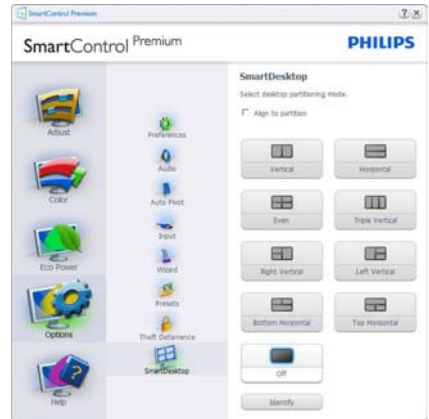 SmartControl Premium
SmartControl Premium
PHILIPS
Adjust
Color
Eco Power
Options
Help
Preferences
Audio
Auto Pivot
Input
Wizard
Presets
Theft Deterrence
SmartDesktop
SmartDesktop
Select desktop partitioning mode.
Align to partition
Vertical
Horizontal
Even
Triple Vertical
Right Vertical
Left Vertical
Bottom Horizontal
Top Horizontal
Off
Identify